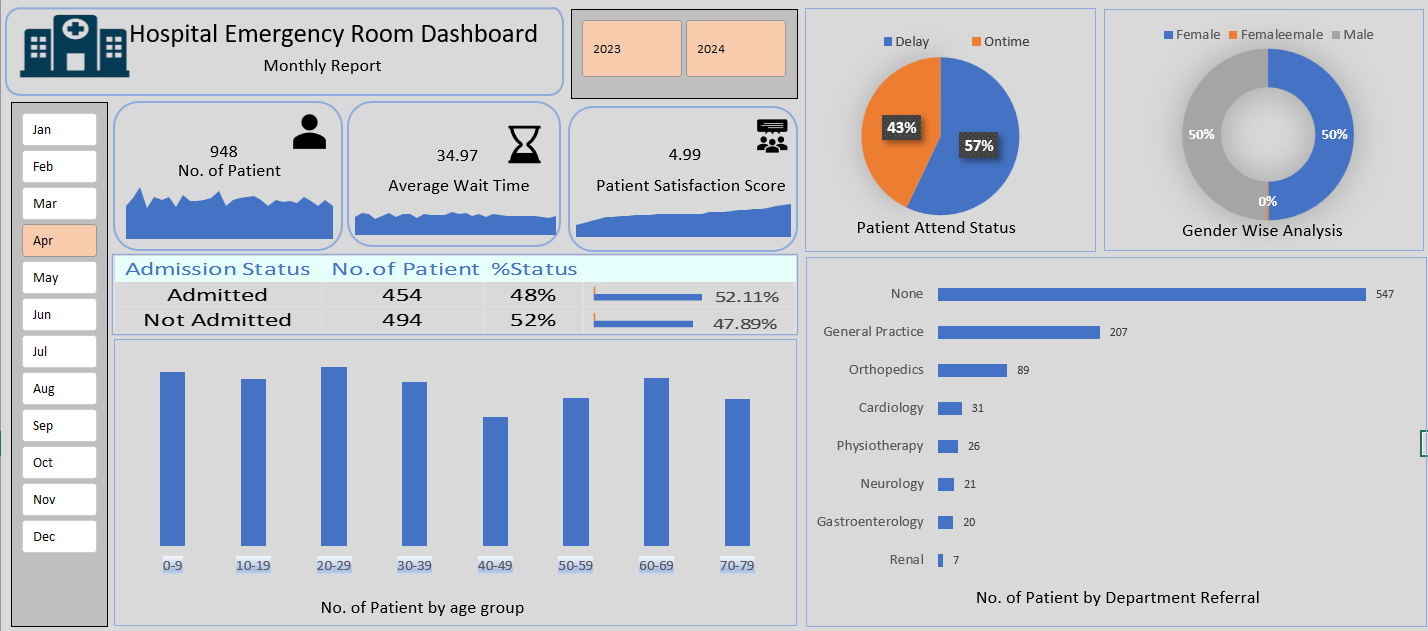 Hospital Emergency Room Dashboard
Monthly Report
2023
2024
Jan
Feb
Mar
Apr
May
Jun
Jul
Aug
Sep
Oct
Nov
Dec
948
No. of Patient
34.97
Average Wait Time
4.99
Patient Satisfaction Score
Delay Ontime
43%
57%
Patient Attend Status
Female Femaleemale Male
50%
50%
0%
Gender Wise Analysis
Admission Status No.of Patient %Status
Admitted 454 48% 52.11%
Not Admitted 494 52% 47.89%
0-9 10-19 20-29 30-39 40-49 50-59 60-69 70-79
No. of Patient by age group
None 547
General Practice 207
Orthopedics 89
Cardiology 31
Physiotherapy 26
Neurology 21
Gastroenterology 20
Renal 7
No. of Patient by Department Referral